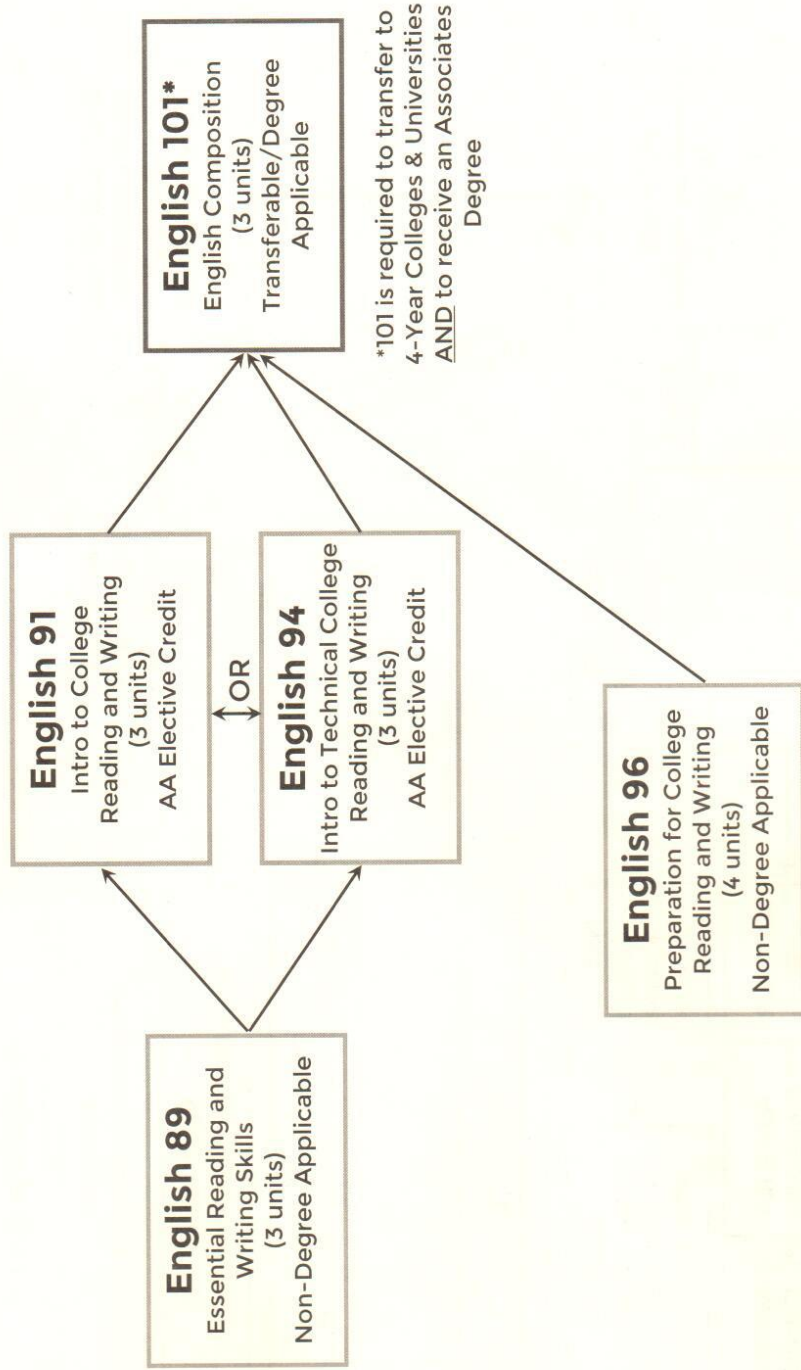 English 89
Essential Reading and
Writing Skills
(3 units)
Non-Degree Applicable
English 91
Intro to College
Reading and Writing
(3 units)
AA Elective Credit
OR
English 94
Intro to Technical College
Reading and Writing
(3 units)
AA Elective Credit
English 96
Preparation for College
Reading and Writing
(4 units)
Non-Degree Applicable
English 101*
English Composition
(3 units)
Transferable/Degree
Applicable
*101 is required to transfer to
4-Year Colleges & Universities
AND to receive an Associates
Degree